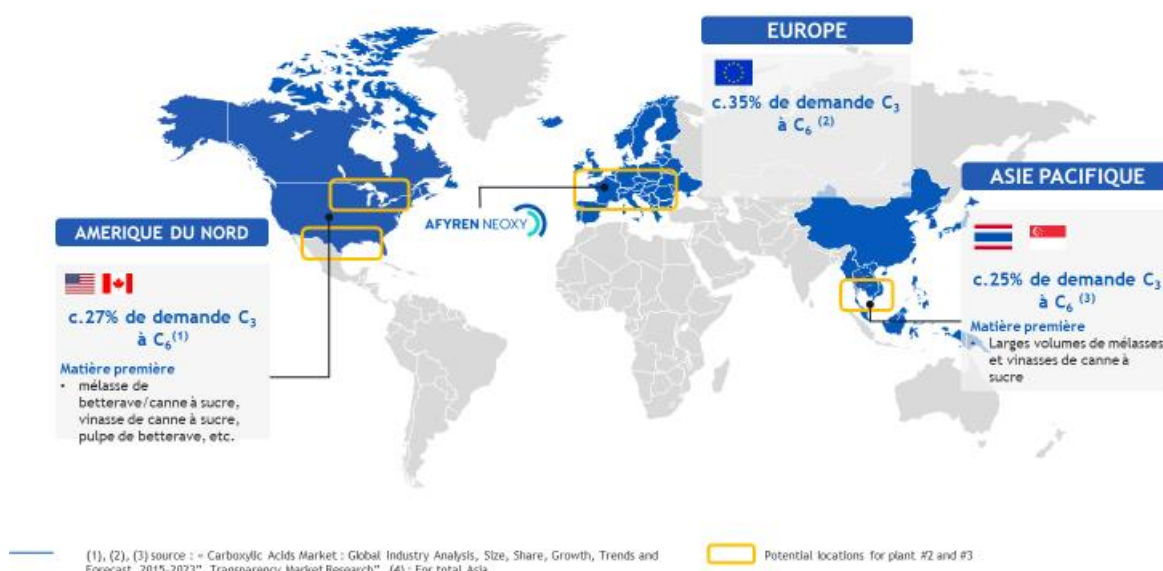 EUROPE
c.35% de demande C₃
à C₆ (2)
ASIE PACIFIQUE
c.25% de demande C₃
à C₆ (3)
Matière première
• Larges volumes de mélasses
et vinasses de canne à
sucre
AFYREN NEOXY
AMERIQUE DU NORD
c.27% de demande C₃
à C₆(1)
Matière première
• mélasse de
betterave/canne à sucre,
vinasse de canne à sucre,
pulpe de betterave, etc.
(1), (2), (3) source : « Carboxylic Acids Market : Global Industry Analysis, Size, Share, Growth, Trends and
Forecast, 2015-2023", Transparency Market Research", (4) : For total Asia
Potential locations for plant #2 and #3